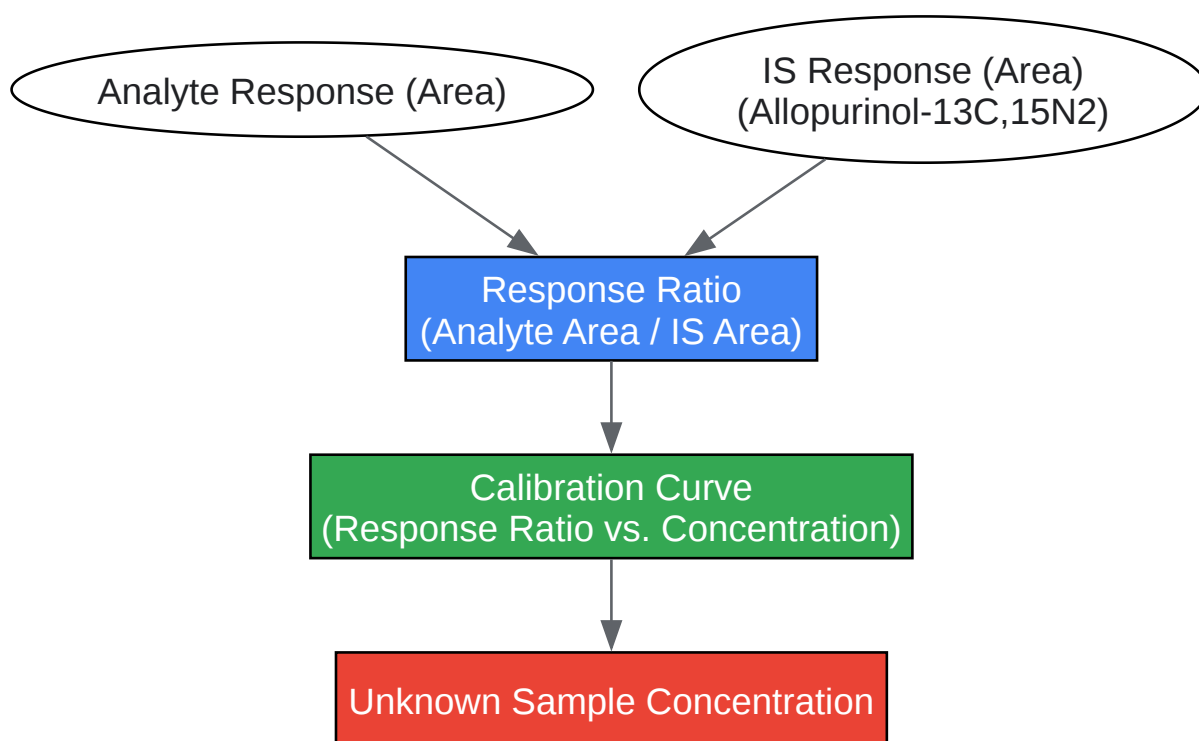 Analyte Response (Area)
IS Response (Area)
(Allopurinol-13C,15N2)
Response Ratio
(Analyte Area / IS Area)
Calibration Curve
(Response Ratio vs. Concentration)
Unknown Sample Concentration